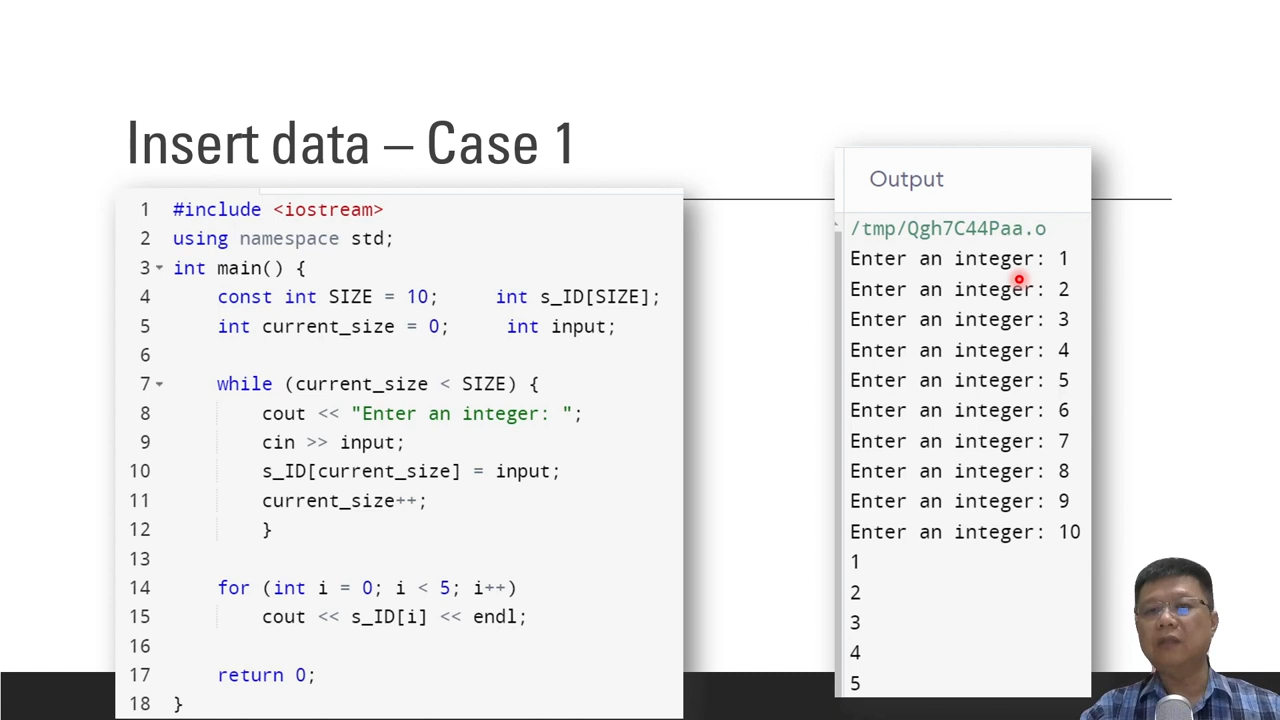 Insert data – Case 1
1 #include <iostream>
2 using namespace std;
3 int main() {
4     const int SIZE = 10;     int s_ID[SIZE];
5     int current_size = 0;     int input;
6
7     while (current_size < SIZE) {
8         cout << "Enter an integer: ";
9         cin >> input;
10         s_ID[current_size] = input;
11         current_size++;
12         }
13
14     for (int i = 0; i < 5; i++)
15         cout << s_ID[i] << endl;
16
17     return 0;
18 }
Output
/tmp/Qgh7C44Paa.o
Enter an integer: 1
Enter an integer: 2
Enter an integer: 3
Enter an integer: 4
Enter an integer: 5
Enter an integer: 6
Enter an integer: 7
Enter an integer: 8
Enter an integer: 9
Enter an integer: 10
1
2
3
4
5